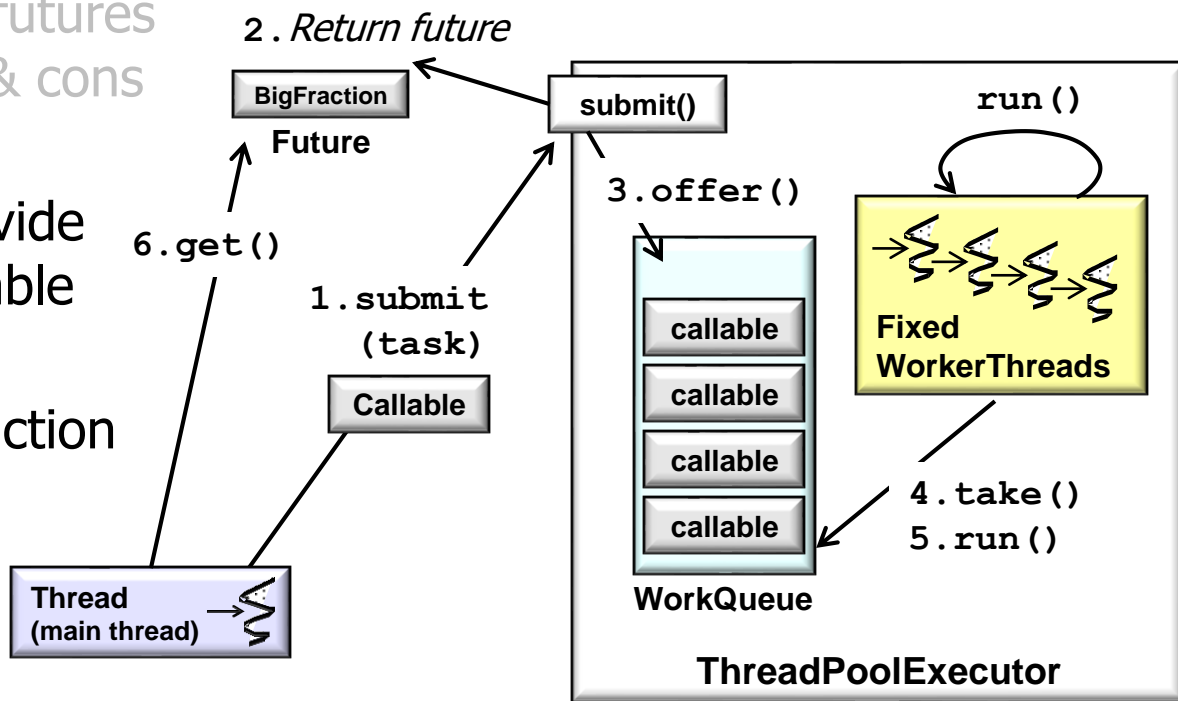 futures
& cons
vide
able
ction
2.Return future
BigFraction
Future
submit()
run()
3.offer()
6.get()
1.submit
(task)
Callable
callable
callable
callable
callable
WorkQueue
Fixed
WorkerThreads
4.take()
5.run()
Thread
(main thread)
ThreadPoolExecutor